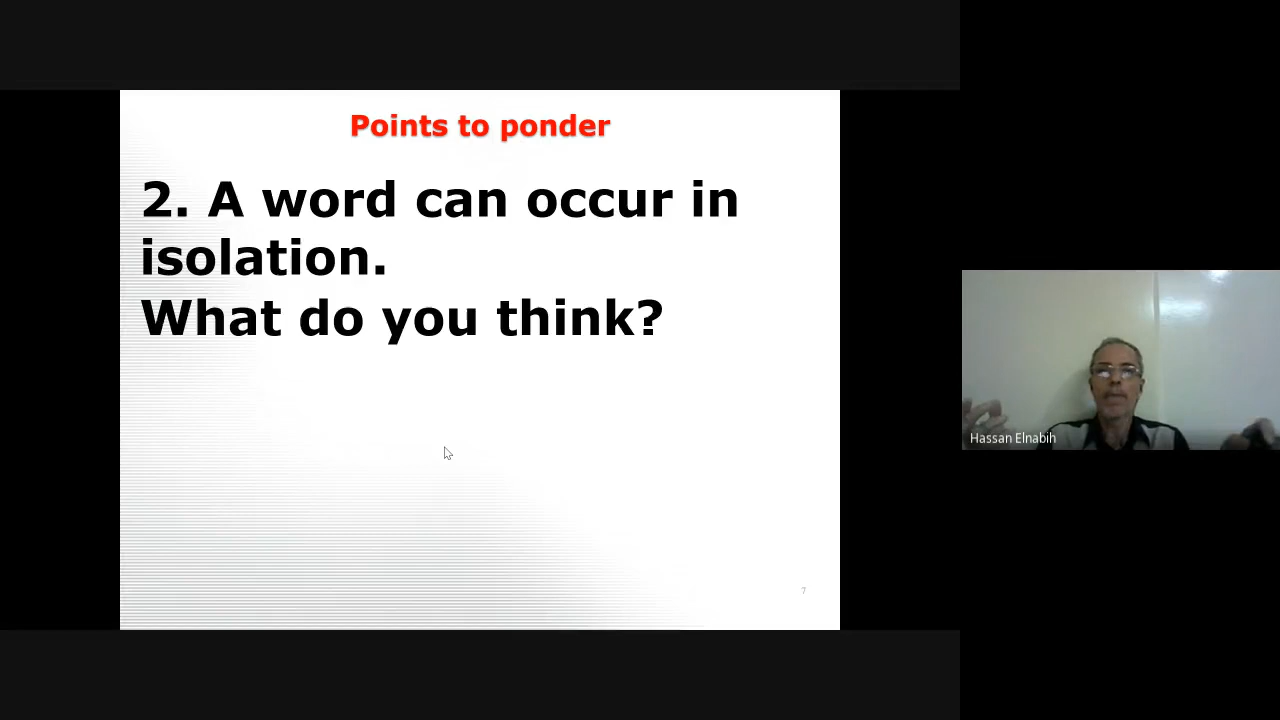 Points to ponder
2. A word can occur in
isolation.
What do you think?
7
Hassan Elnabih